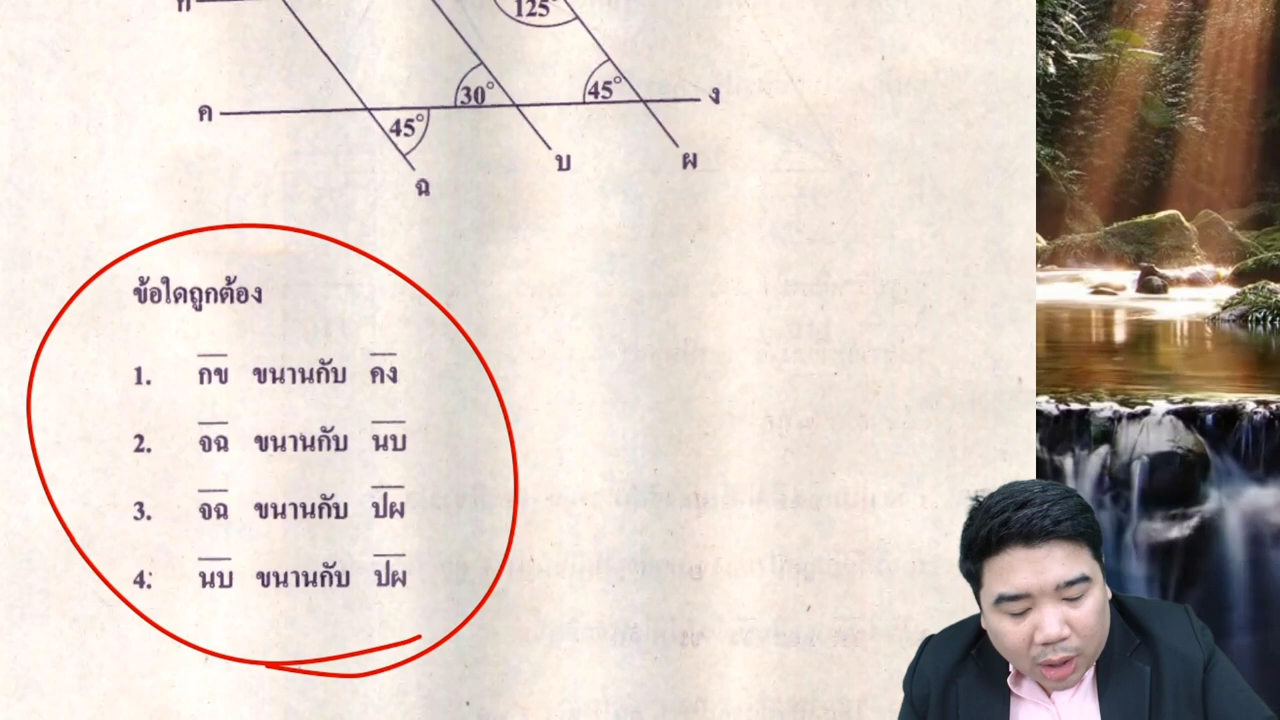 125°
30°
45°
ง
ค
45°
บ
ผ
ฉ
ข้อใดถูกต้อง
1. กข ขนานกับ คง
2. จฉ ขนานกับ นบ
3. จฉ ขนานกับ ปผ
4. นบ ขนานกับ ปผ